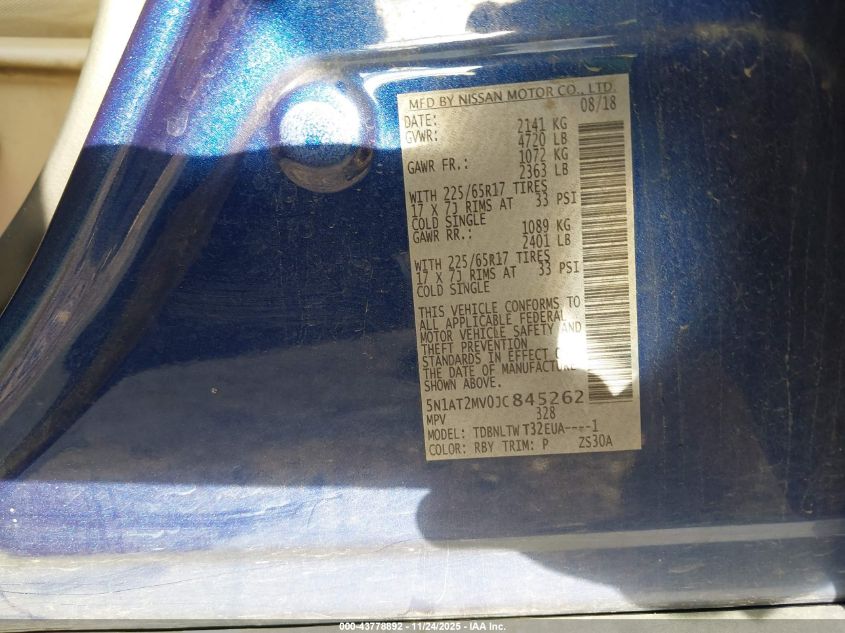 MFD BY NISSAN MOTOR CO., LTD.
DATE: 08/18
GVWR: 2141 KG
4720 LB
GAWR FR.: 1072 KG
2363 LB
WITH 225/65R17 TIRES
17 X 7J RIMS AT 33 PSI
COLD SINGLE
GAWR RR.: 1089 KG
2401 LB
WITH 225/65R17 TIRES
17 X 7J RIMS AT 33 PSI
COLD SINGLE
THIS VEHICLE CONFORMS TO
ALL APPLICABLE FEDERAL
MOTOR VEHICLE SAFETY AND
THEFT PREVENTION
STANDARDS IN EFFECT ON
THE DATE OF MANUFACTURE
SHOWN ABOVE.
5N1AT2MV0JC845262
MPV 328
MODEL: TDBNLTWT32EUA----1
COLOR: RBY TRIM: P ZS30A
000-43778892 - 11/24/2025 - IAA Inc.